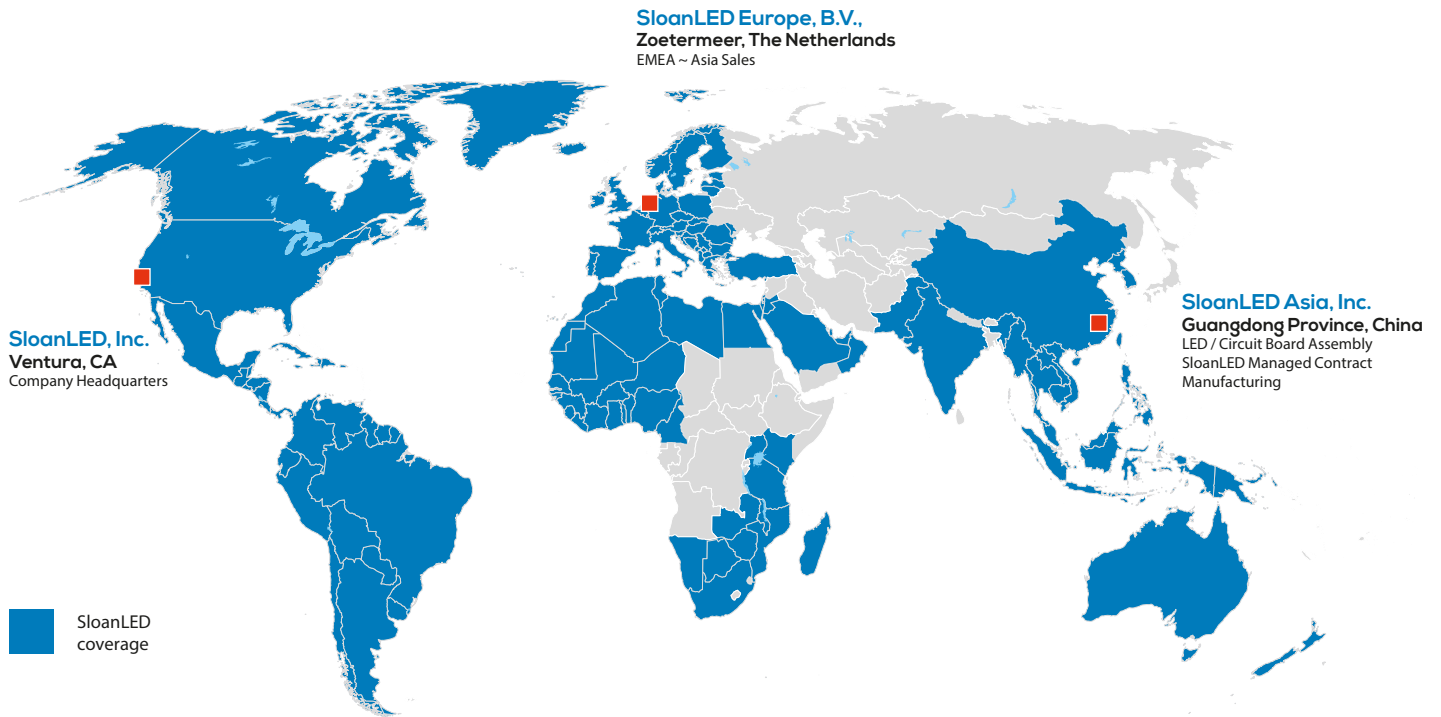 SloanLED Europe, B.V.,
Zoetermeer, The Netherlands
EMEA ~ Asia Sales
SloanLED Asia, Inc.
Guangdong Province, China
LED / Circuit Board Assembly
SloanLED Managed Contract
Manufacturing
SloanLED, Inc.
Ventura, CA
Company Headquarters
SloanLED
coverage